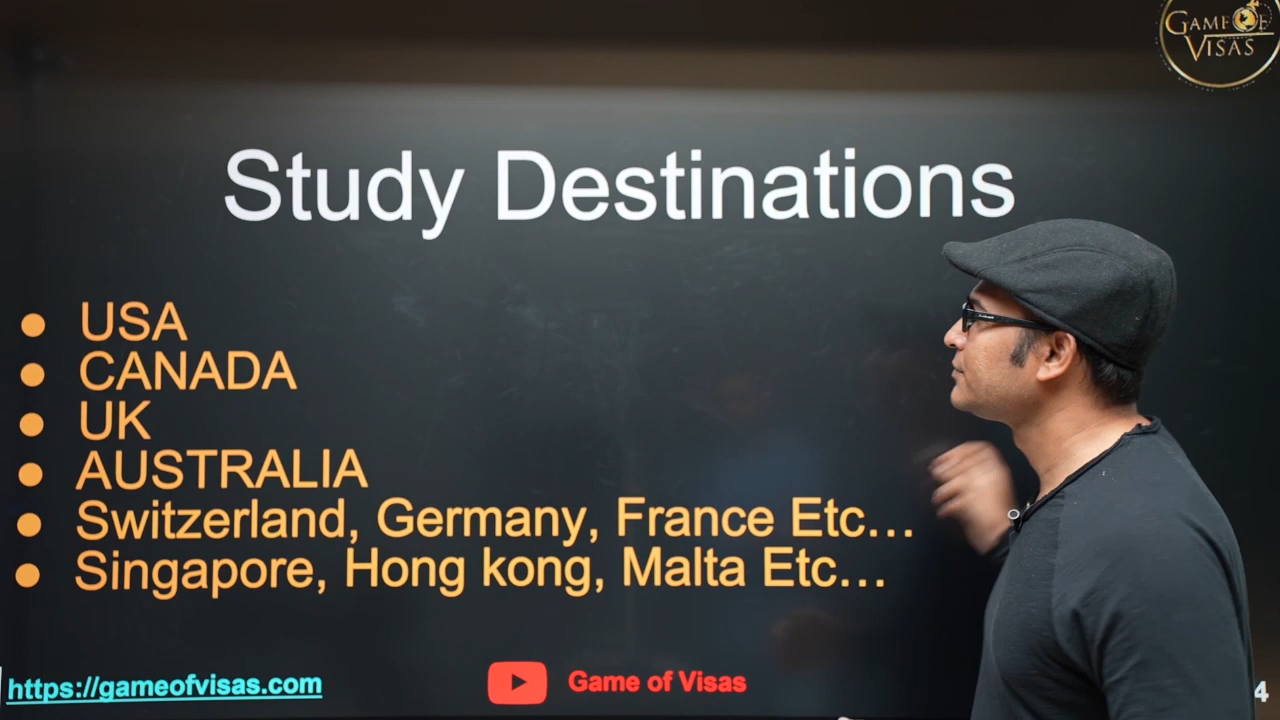 GAME OF
VISAS
Study Destinations
● USA
● CANADA
● UK
● AUSTRALIA
● Switzerland, Germany, France Etc...
● Singapore, Hong kong, Malta Etc...
https://gameofvisas.com
Game of Visas
4